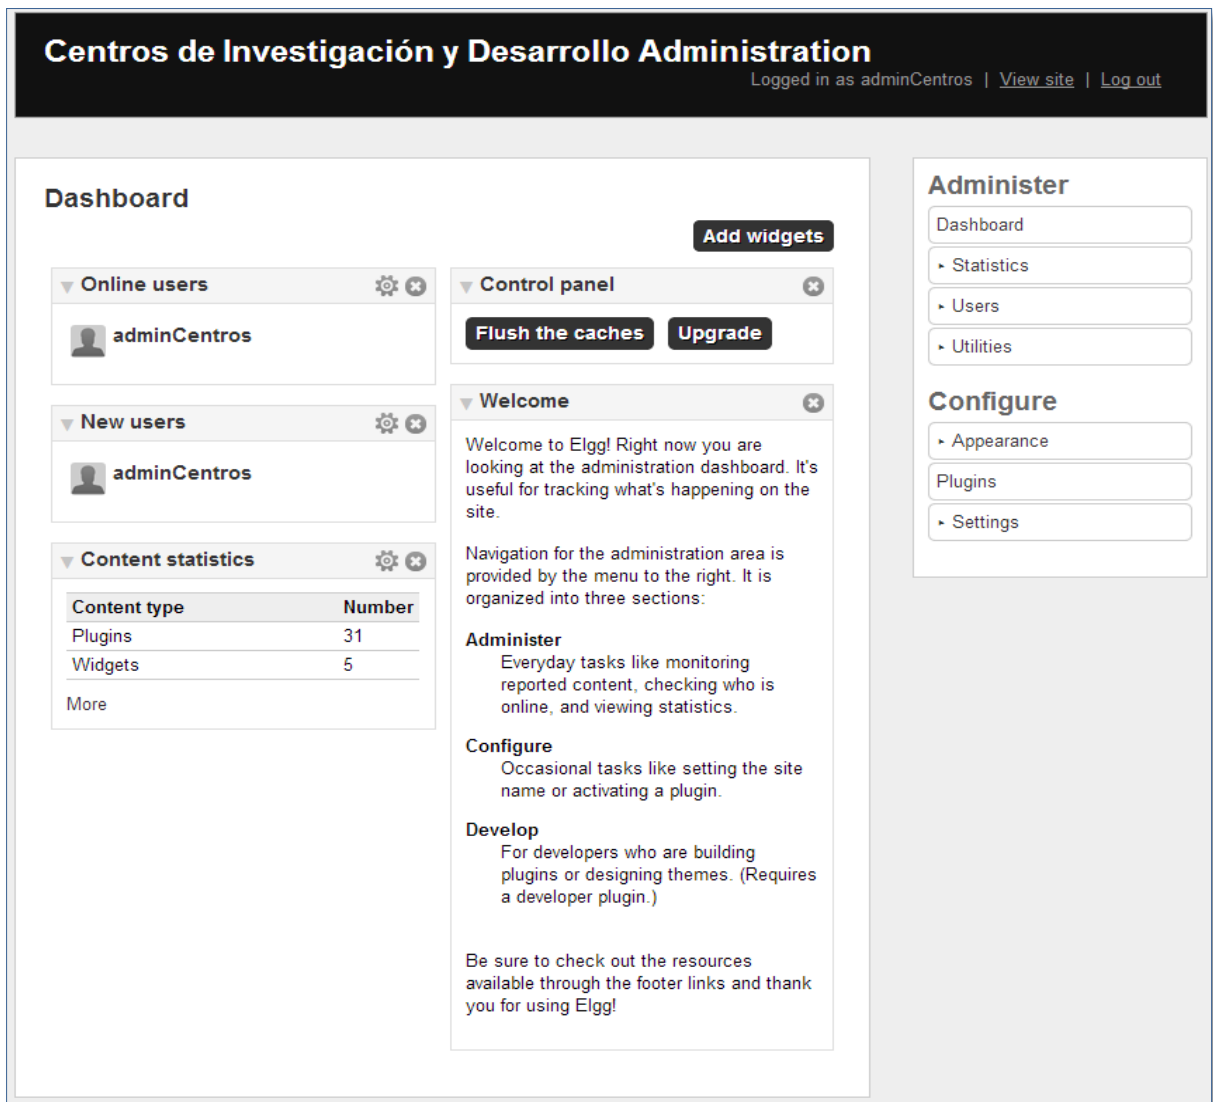 Centros de Investigación y Desarrollo Administration
Logged in as adminCentros | View site | Log out
Dashboard
Add widgets
Online users
adminCentros
New users
adminCentros
Content statistics
Content type Number
Plugins 31
Widgets 5
More
Control panel
Flush the caches Upgrade
Welcome
Welcome to Elgg! Right now you are
looking at the administration dashboard. It's
useful for tracking what's happening on the
site.
Navigation for the administration area is
provided by the menu to the right. It is
organized into three sections:
Administer
Everyday tasks like monitoring
reported content, checking who is
online, and viewing statistics.
Configure
Occasional tasks like setting the site
name or activating a plugin.
Develop
For developers who are building
plugins or designing themes. (Requires
a developer plugin.)
Be sure to check out the resources
available through the footer links and thank
you for using Elgg!
Administer
Dashboard
Statistics
Users
Utilities
Configure
Appearance
Plugins
Settings